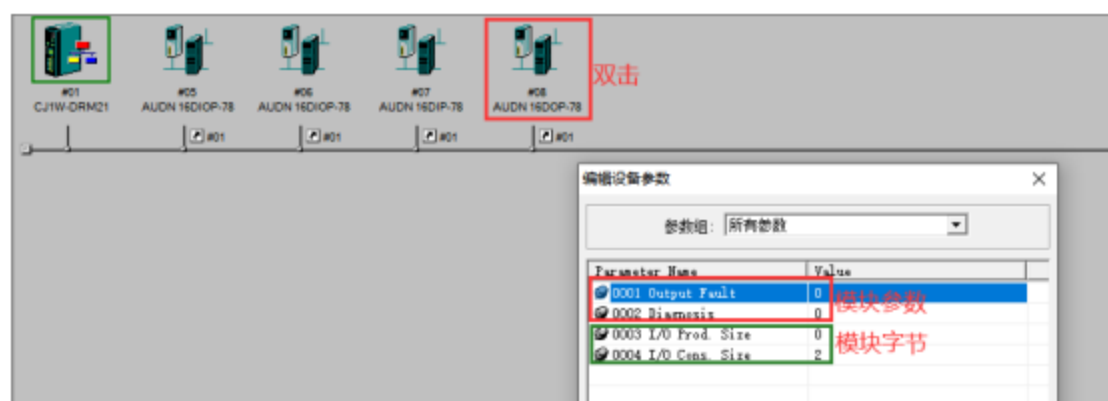 双击
#01
CJ1W-DRM21
#05
AUDN 16DIOP-78
#06
AUDN 16DIOP-78
#07
AUDN 16DIP-78
#08
AUDN 16DOP-78
#01
#01
#01
#01
编辑设备参数
参数组: 所有参数
Parameter Name Value
0001 Output Fault 0
模块参数
0002 Diagnosis 0
0003 I/O Prod. Size 0
模块字节
0004 I/O Cons. Size 2